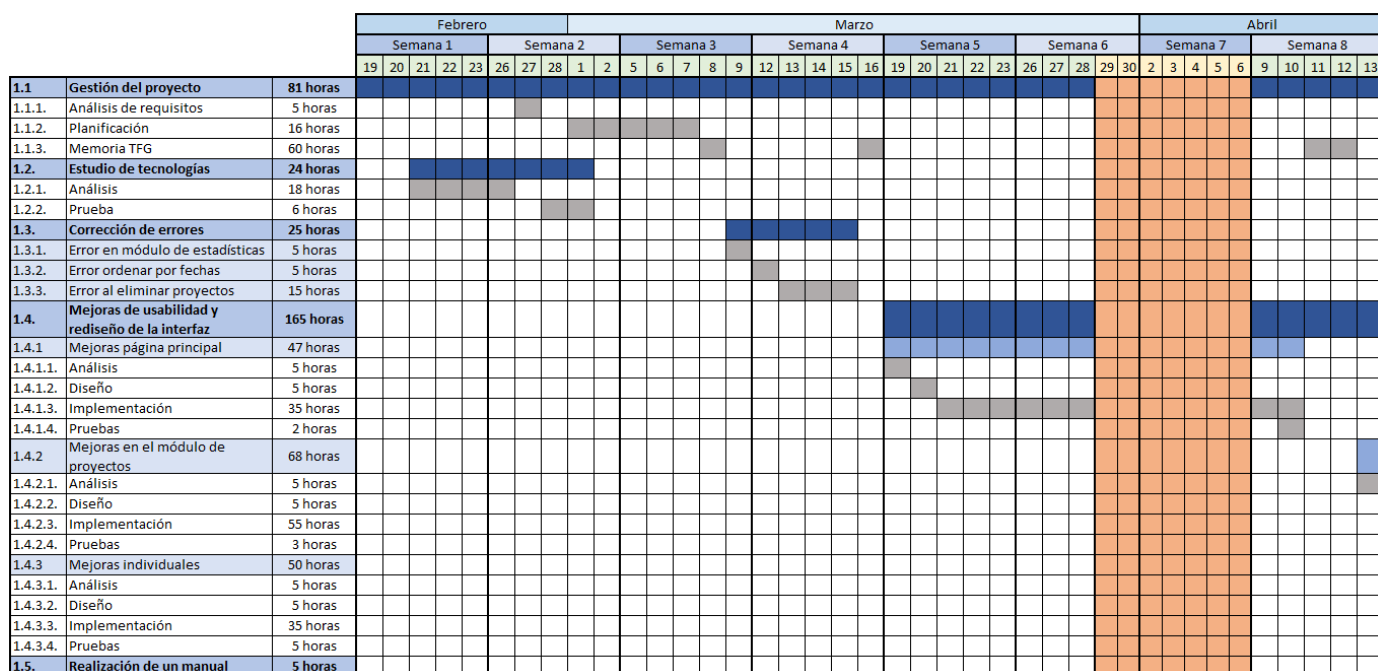 Febrero Marzo Abril
Semana 1 Semana 2 Semana 3 Semana 4 Semana 5 Semana 6 Semana 7 Semana 8
19 20 21 22 23 26 27 28 1 2 5 6 7 8 9 12 13 14 15 16 19 20 21 22 23 26 27 28 29 30 2 3 4 5 6 9 10 11 12 13
1.1 Gestión del proyecto 81 horas
1.1.1. Análisis de requisitos 5 horas
1.1.2. Planificación 16 horas
1.1.3. Memoria TFG 60 horas
1.2. Estudio de tecnologías 24 horas
1.2.1. Análisis 18 horas
1.2.2. Prueba 6 horas
1.3. Corrección de errores 25 horas
1.3.1. Error en módulo de estadísticas 5 horas
1.3.2. Error ordenar por fechas 5 horas
1.3.3. Error al eliminar proyectos 15 horas
1.4. Mejoras de usabilidad y
rediseño de la interfaz 165 horas
1.4.1 Mejoras página principal 47 horas
1.4.1.1. Análisis 5 horas
1.4.1.2. Diseño 5 horas
1.4.1.3. Implementación 35 horas
1.4.1.4. Pruebas 2 horas
1.4.2 Mejoras en el módulo de
proyectos 68 horas
1.4.2.1. Análisis 5 horas
1.4.2.2. Diseño 5 horas
1.4.2.3. Implementación 55 horas
1.4.2.4. Pruebas 3 horas
1.4.3 Mejoras individuales 50 horas
1.4.3.1. Análisis 5 horas
1.4.3.2. Diseño 5 horas
1.4.3.3. Implementación 35 horas
1.4.3.4. Pruebas 5 horas
1.5. Realización de un manual 5 horas